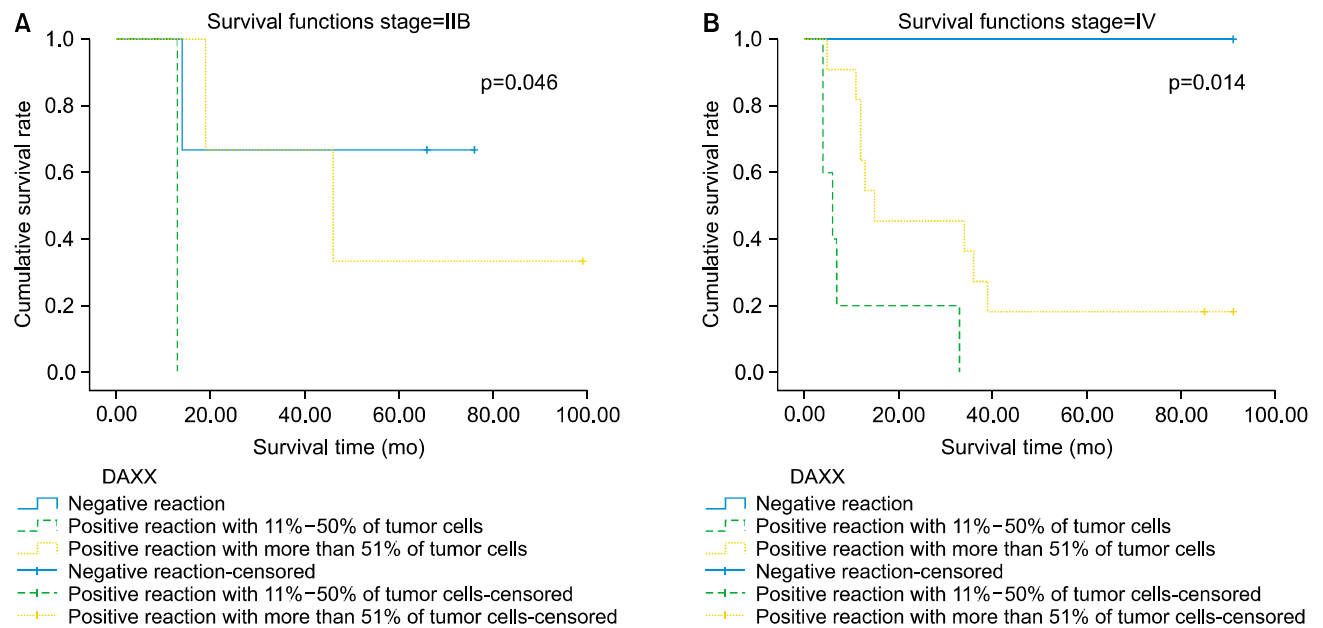 A
Survival functions stage=IIB
p=0.046
Cumulative survival rate
1.0
0.8
0.6
0.4
0.2
0.0
0.00
20.00
40.00
60.00
80.00
100.00
Survival time (mo)
DAXX
Negative reaction
Positive reaction with 11%−50% of tumor cells
Positive reaction with more than 51% of tumor cells
Negative reaction-censored
Positive reaction with 11%−50% of tumor cells-censored
Positive reaction with more than 51% of tumor cells-censored
B
Survival functions stage=IV
p=0.014
Cumulative survival rate
1.0
0.8
0.6
0.4
0.2
0.0
0.00
20.00
40.00
60.00
80.00
100.00
Survival time (mo)
DAXX
Negative reaction
Positive reaction with 11%−50% of tumor cells
Positive reaction with more than 51% of tumor cells
Negative reaction-censored
Positive reaction with 11%−50% of tumor cells-censored
Positive reaction with more than 51% of tumor cells-censored